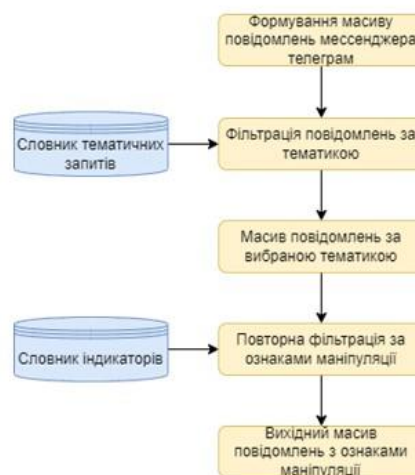 Формування масиву
повідомлень мессенджера
телеграм
Словник тематичних
запитів
Фільтрація повідомлень за
тематикою
Масив повідомлень за
вибраною тематикою
Словник індикаторів
Повторна фільтрація за
ознаками маніпуляції
Вихідний масив
повідомлень з ознаками
маніпуляції